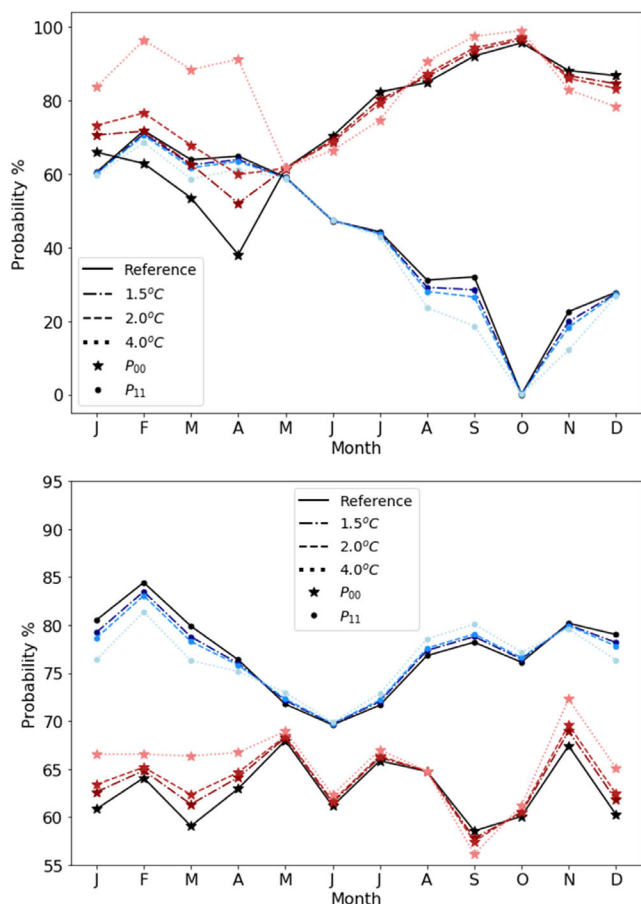 100
80
60
40
20
0
Probability %
Reference
1.5°C
2.0°C
4.0°C
P₀₀
P₁₁
J F M A M J J A S O N D
Month
95
90
85
80
75
70
65
60
55
Probability %
Reference
1.5°C
2.0°C
4.0°C
P₀₀
P₁₁
J F M A M J J A S O N D
Month